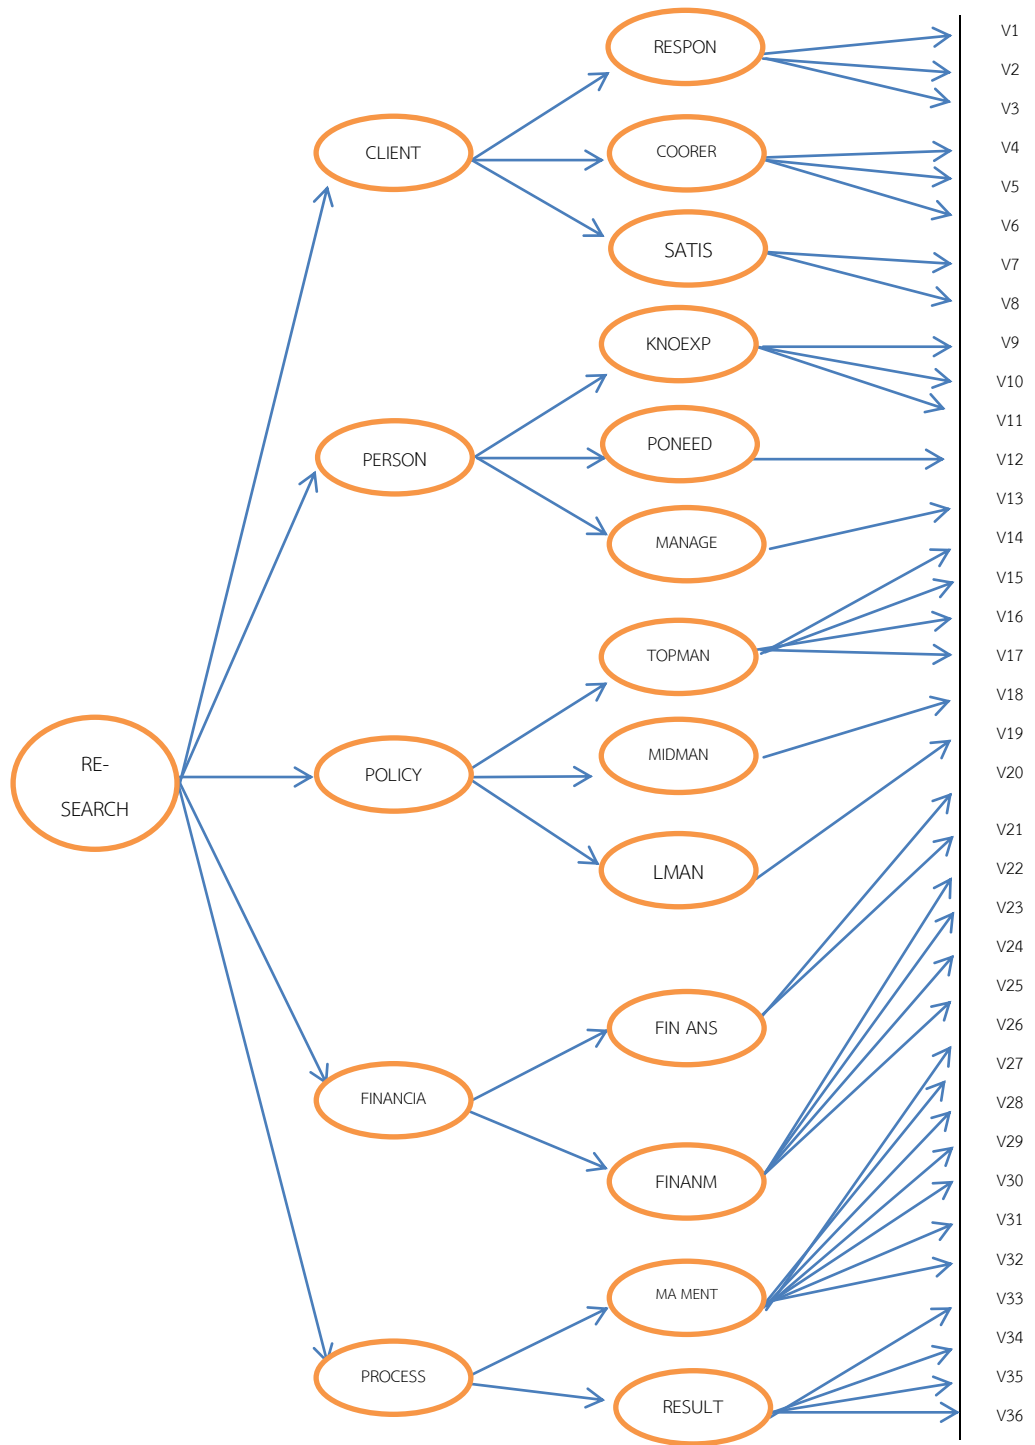 RE-
SEARCH
CLIENT
PERSON
POLICY
FINANCIA
PROCESS
RESPON
COORER
SATIS
KNOEXP
PONEED
MANAGE
TOPMAN
MIDMAN
LMAN
FIN ANS
FINANM
MA MENT
RESULT
V1
V2
V3
V4
V5
V6
V7
V8
V9
V10
V11
V12
V13
V14
V15
V16
V17
V18
V19
V20
V21
V22
V23
V24
V25
V26
V27
V28
V29
V30
V31
V32
V33
V34
V35
V36